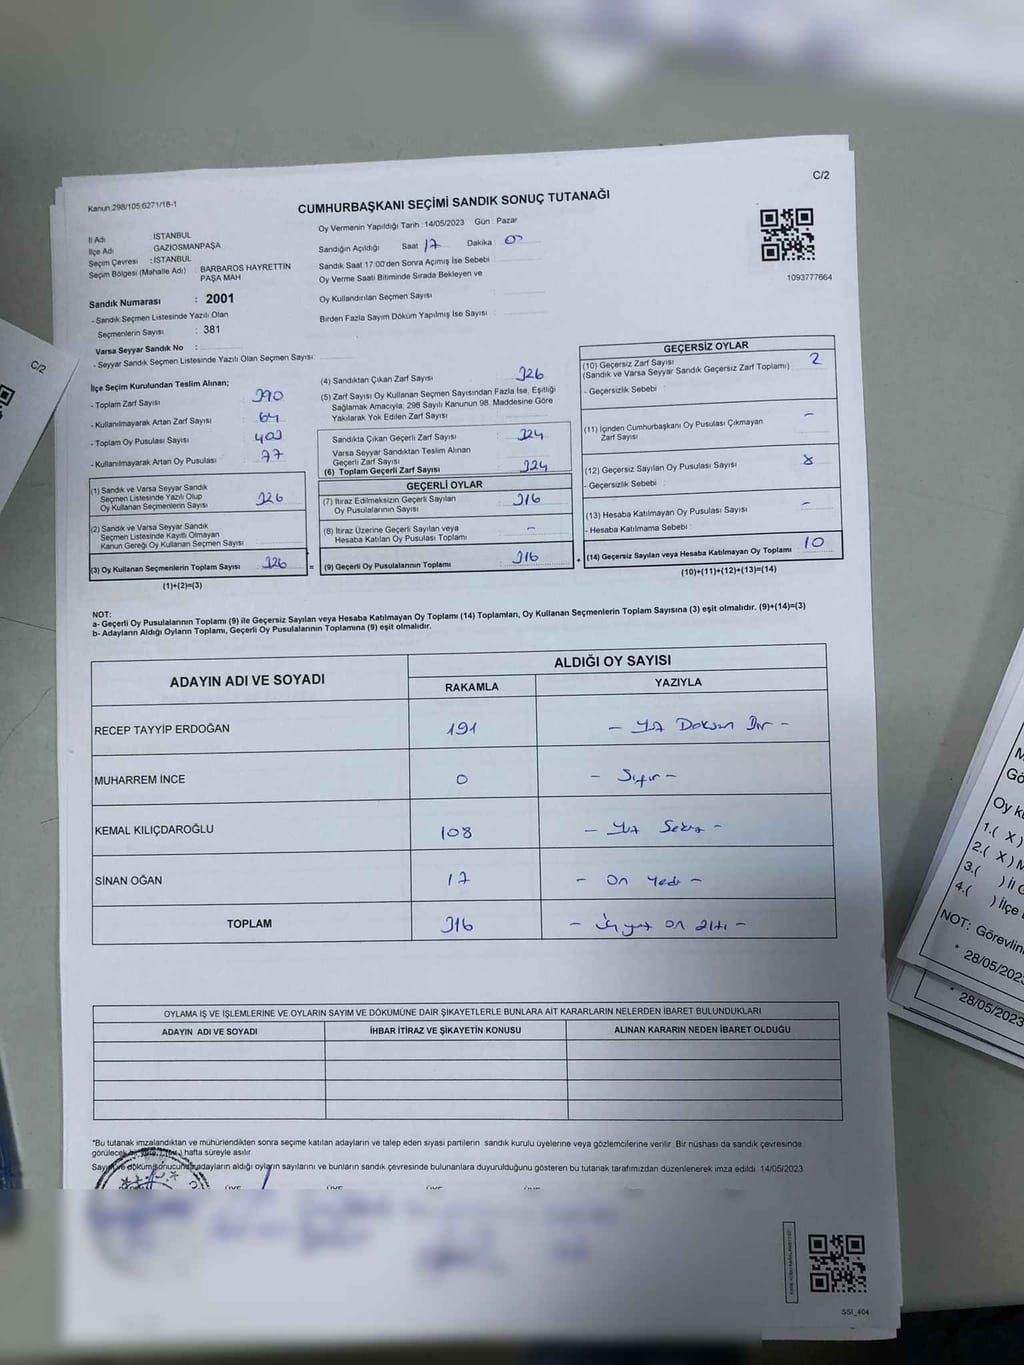 C/2
Kanun:298/105;6271/18-1
CUMHURBAŞKANI SEÇİMİ SANDIK SONUÇ TUTANAĞI
İl Adı : İSTANBUL
İlçe Adı : GAZİOSMANPAŞA
Seçim Çevresi : İSTANBUL
Seçim Bölgesi (Mahalle Adı) BARBAROS HAYRETTİN PAŞA MAH
Sandık Numarası : 2001
- Sandık Seçmen Listesinde Yazılı Olan
Seçmenlerin Sayısı : 381
Varsa Seyyar Sandık No :
- Seyyar Sandık Seçmen Listesinde Yazılı Olan Seçmen Sayısı:
Oy Vermenin Yapıldığı Tarih : 14/05/2023 Gün : Pazar
Sandığın Açıldığı Saat 17 Dakika 0
Sandık Saat 17:00'den Sonra Açımış İse Sebebi :
Oy Verme Saati Bitiminde Sırada Bekleyen ve
Oy Kullandırılan Seçmen Sayısı :
Birden Fazla Sayım Döküm Yapılmış İse Sayısı :
1093777664
İlçe Seçim Kurulundan Teslim Alınan;
- Toplam Zarf Sayısı : 390
- Kullanılmayarak Artan Zarf Sayısı : 64
- Toplam Oy Pusulası Sayısı : 403
- Kullanılmayarak Artan Oy Pusulası : 77
(1) Sandık ve Varsa Seyyar Sandık
Seçmen Listesinde Yazılı Olup
Oy Kullanan Seçmenlerin Sayısı : 326
(2) Sandık ve Varsa Seyyar Sandık
Seçmen Listesinde Kayıtlı Olmayan
Kanun Gereği Oy Kullanan Seçmen Sayısı :
(3) Oy Kullanan Seçmenlerin Toplam Sayısı : 326
(1)+(2)=(3)
(4) Sandıktan Çıkan Zarf Sayısı : 326
(5) Zarf Sayısı Oy Kullanan Seçmen Sayısından Fazla İse, Eşitliği
Sağlamak Amacıyla; 298 Sayılı Kanunun 98. Maddesine Göre
Yakılarak Yok Edilen Zarf Sayısı :
Sandıkta Çıkan Geçerli Zarf Sayısı : 324
Varsa Seyyar Sandıktan Teslim Alınan
Geçerli Zarf Sayısı :
(6) Toplam Geçerli Zarf Sayısı : 324
GEÇERLİ OYLAR
(7) İtiraz Edilmeksizin Geçerli Sayılan
Oy Pusulalarının Sayısı : 316
(8) İtiraz Üzerine Geçerli Sayılan veya
Hesaba Katılan Oy Pusulası Toplamı : -
(9) Geçerli Oy Pusulalarının Toplamı : 316
GEÇERSİZ OYLAR
(10) Geçersiz Zarf Sayısı : 2
(Sandık ve Varsa Seyyar Sandık Geçersiz Zarf Toplamı)
- Geçersizlik Sebebi :
(11) İçinden Cumhurbaşkanı Oy Pusulası Çıkmayan
Zarf Sayısı : -
(12) Geçersiz Sayılan Oy Pusulası Sayısı : 8
- Geçersizlik Sebebi :
(13) Hesaba Katılmayan Oy Pusulası Sayısı : -
- Hesaba Katılmama Sebebi :
(14) Geçersiz Sayılan veya Hesaba Katılmayan Oy Toplamı : 10
(10)+(11)+(12)+(13)=(14)
NOT:
a- Geçerli Oy Pusulalarının Toplamı (9) ile Geçersiz Sayılan veya Hesaba Katılmayan Oy Toplamı (14) Toplamları, Oy Kullanan Seçmenlerin Toplam Sayısına (3) eşit olmalıdır. (9)+(14)=(3)
b- Adayların Aldığı Oyların Toplamı, Geçerli Oy Pusulalarının Toplamına (9) eşit olmalıdır.
ADAYIN ADI VE SOYADI
ALDIĞI OY SAYISI
RAKAMLA YAZIYLA
RECEP TAYYİP ERDOĞAN 191 - Yüz Doksan Bir -
MUHARREM İNCE 0 - Sıfır -
KEMAL KILIÇDAROĞLU 108 - Yüz Sekiz -
SİNAN OĞAN 17 - On Yedi -
TOPLAM 316 - Üçyüz on altı -
OYLAMA İŞ VE İŞLEMLERİNE VE OYLARIN SAYIM VE DÖKÜMÜNE DAİR ŞİKAYETLERLE BUNLARA AİT KARARLARIN NELERDEN İBARET BULUNDUKLARI
ADAYIN ADI VE SOYADI İHBAR İTİRAZ VE ŞİKAYETİN KONUSU ALINAN KARARIN NEDEN İBARET OLDUĞU
"Bu tutanak imzalandıktan ve mühürlendikten sonra seçime katılan adayların ve talep eden siyasi partilerin sandık kurulu üyelerine veya gözlemcilerine verilir. Bir nüshası da sandık çevresinde
görülecek bir yere (1 bir) hafta süreyle asılır.
Sayım ve dökümü sonucunda adayların aldığı oyların sayılarını ve bunların sandık çevresinde bulunanlara duyurulduğunu gösteren bu tutanak tarafımızdan düzenlenerek imza edildi. 14/05/2023
SSI_404
C/2
Oy k
1.( X )
2.( X ) M
3.( ) İl G
4.( ) İlçe
NOT: Görevlin
* 28/05/202
* 28/05/2023